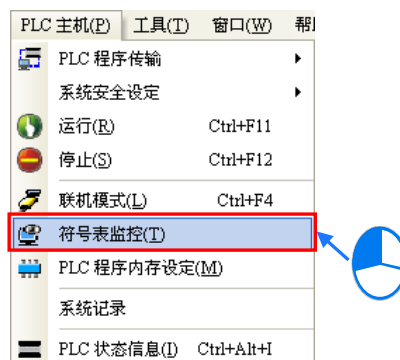 PLC 主机(P) 工具(T) 窗口(W) 帮
PLC 程序传输
系统安全设定
运行(R) Ctrl+F11
停止(S) Ctrl+F12
联机模式(L) Ctrl+F4
符号表监控(T)
PLC 程序内存设定(M)
系统记录
PLC 状态信息(I) Ctrl+Alt+I